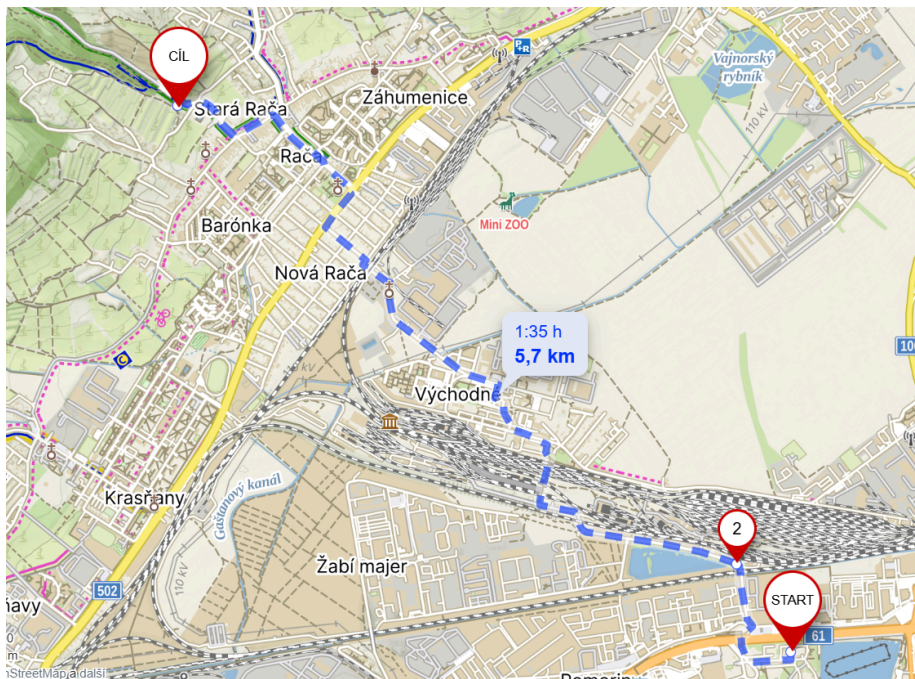 CÍL
P+R
Vajnorský
rybník
Záhumenice
Stará Rača
110 kV
Rača
Mini ZOO
Barónka
Nová Rača
1:35 h
5,7 km
Východné
Gaštanový kanál
Krasňany
110 kV
2
Žabí majer
502
START
61